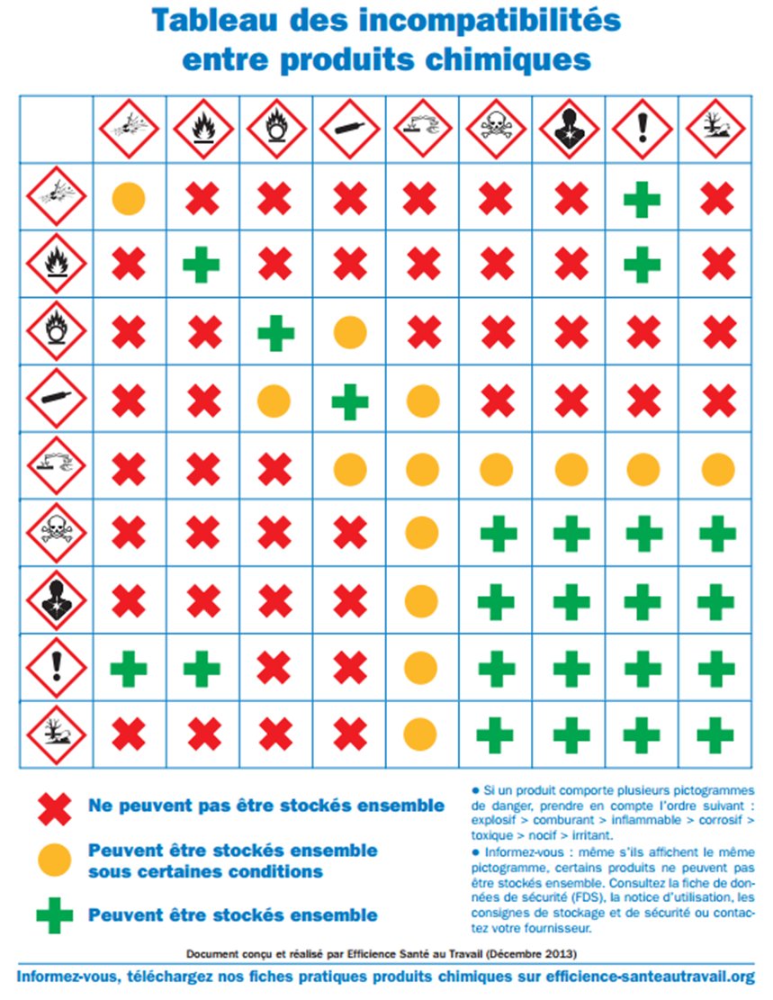 Tableau des incompatibilités
entre produits chimiques
Ne peuvent pas être stockés ensemble
Peuvent être stockés ensemble
sous certaines conditions
Peuvent être stockés ensemble
● Si un produit comporte plusieurs pictogrammes
de danger, prendre en compte l'ordre suivant :
explosif > comburant > inflammable > corrosif >
toxique > nocif > irritant.
● Informez-vous : même s'ils affichent le même
pictogramme, certains produits ne peuvent pas
être stockés ensemble. Consultez la fiche de don-
nées de sécurité (FDS), la notice d'utilisation, les
consignes de stockage et de sécurité ou contac-
tez votre fournisseur.
Document conçu et réalisé par Efficience Santé au Travail (Décembre 2013)
Informez-vous, téléchargez nos fiches pratiques produits chimiques sur efficience-santeautravail.org